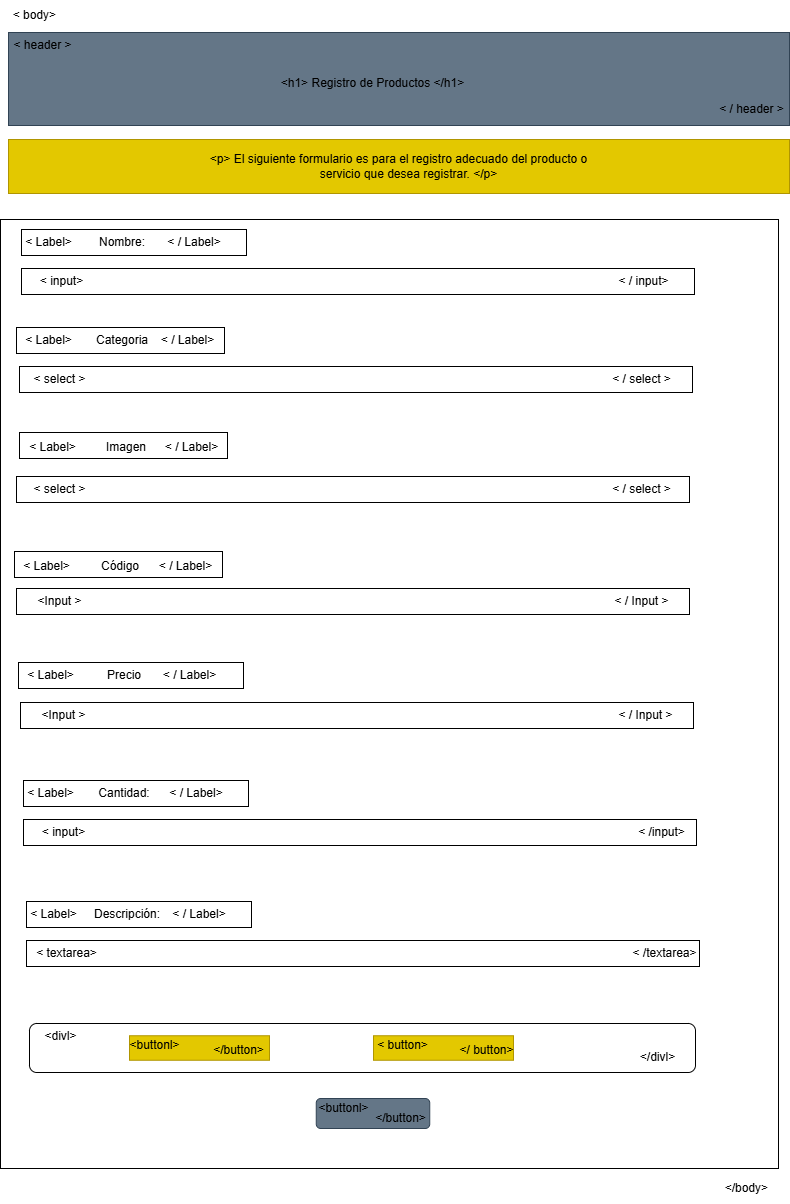 < body>
< header >
<h1> Registro de Productos </h1>
< / header >
<p> El siguiente formulario es para el registro adecuado del producto o
servicio que desea registrar. </p>
< Label> Nombre: < / Label>
< input> < / input>
< Label> Categoria < / Label>
< select > < / select >
< Label> Imagen < / Label>
< select > < / select >
< Label> Código < / Label>
<Input > < / Input >
< Label> Precio < / Label>
<Input > < / Input >
< Label> Cantidad: < / Label>
< input> < /input>
< Label> Descripción: < / Label>
< textarea> < /textarea>
<divl>
<buttonl> </button> < button> </ button>
</divl>
<buttonl>
</button>
</body>